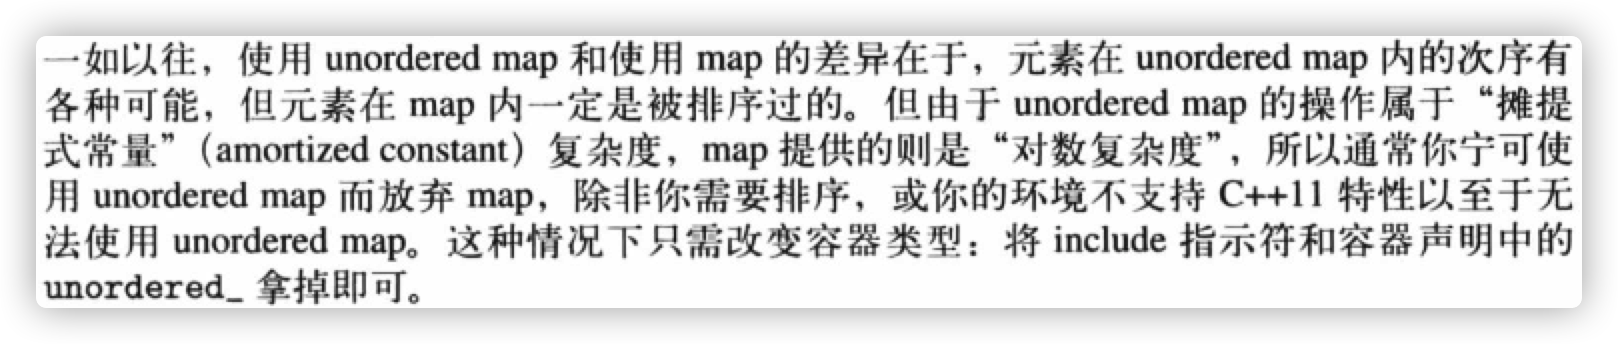 一如以往，使用 unordered map 和使用 map 的差异在于，元素在 unordered map 内的次序有
各种可能，但元素在 map 内一定是被排序过的。但由于 unordered map 的操作属于“摊提
式常量”（amortized constant）复杂度，map 提供的则是“对数复杂度”，所以通常你宁可使
用 unordered map 而放弃 map，除非你需要排序，或你的环境不支持 C++11 特性以至于无
法使用 unordered map。这种情况下只需改变容器类型：将 include 指示符和容器声明中的
unordered_ 拿掉即可。